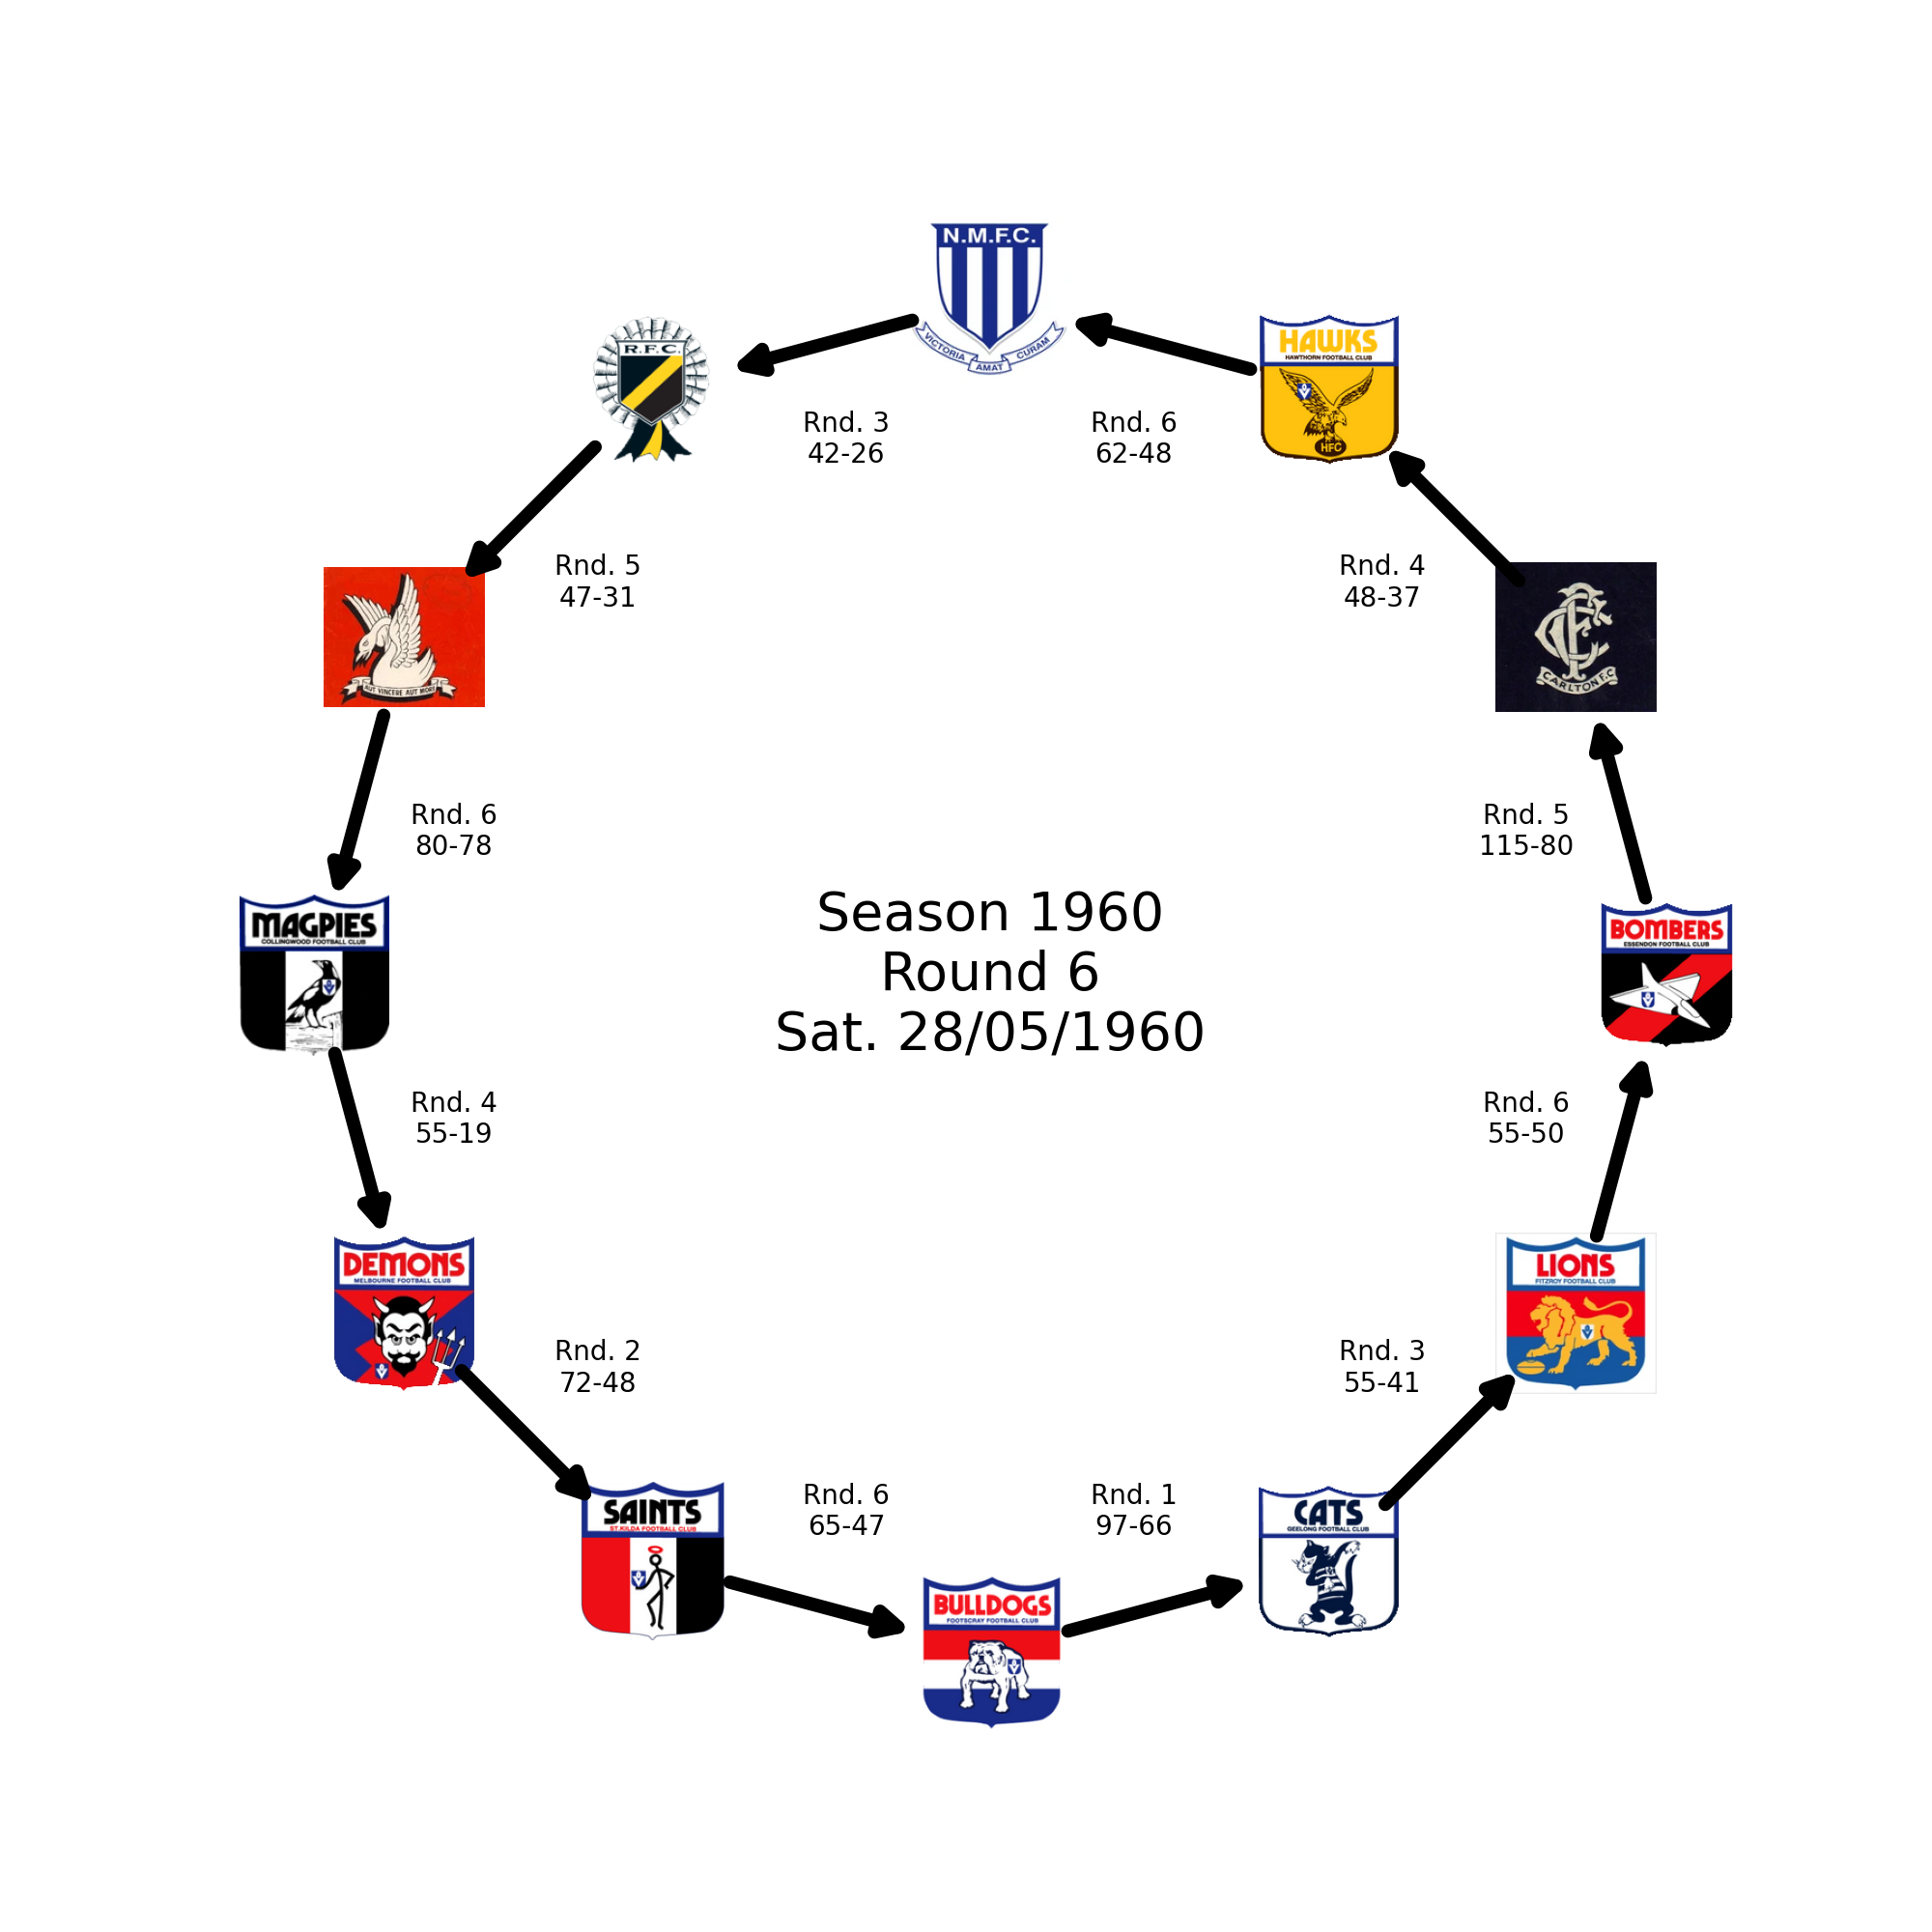 N.M.F.C.
VICTORIA AMAT CURAM
HAWKS
HAWTHORN FOOTBALL CLUB
HFC
R.F.C.
Rnd. 3
42-26
Rnd. 6
62-48
Rnd. 5
47-31
Rnd. 4
48-37
AUT VINCERE AUT MORI
CFC
CARLTON F.C
Rnd. 6
80-78
Rnd. 5
115-80
MAGPIES
COLLINGWOOD FOOTBALL CLUB
Season 1960
Round 6
Sat. 28/05/1960
BOMBERS
ESSENDON FOOTBALL CLUB
Rnd. 4
55-19
Rnd. 6
55-50
DEMONS
MELBOURNE FOOTBALL CLUB
LIONS
FITZROY FOOTBALL CLUB
Rnd. 2
72-48
Rnd. 3
55-41
SAINTS
ST.KILDA FOOTBALL CLUB
Rnd. 6
65-47
Rnd. 1
97-66
CATS
GEELONG FOOTBALL CLUB
BULLDOGS
FOOTSCRAY FOOTBALL CLUB